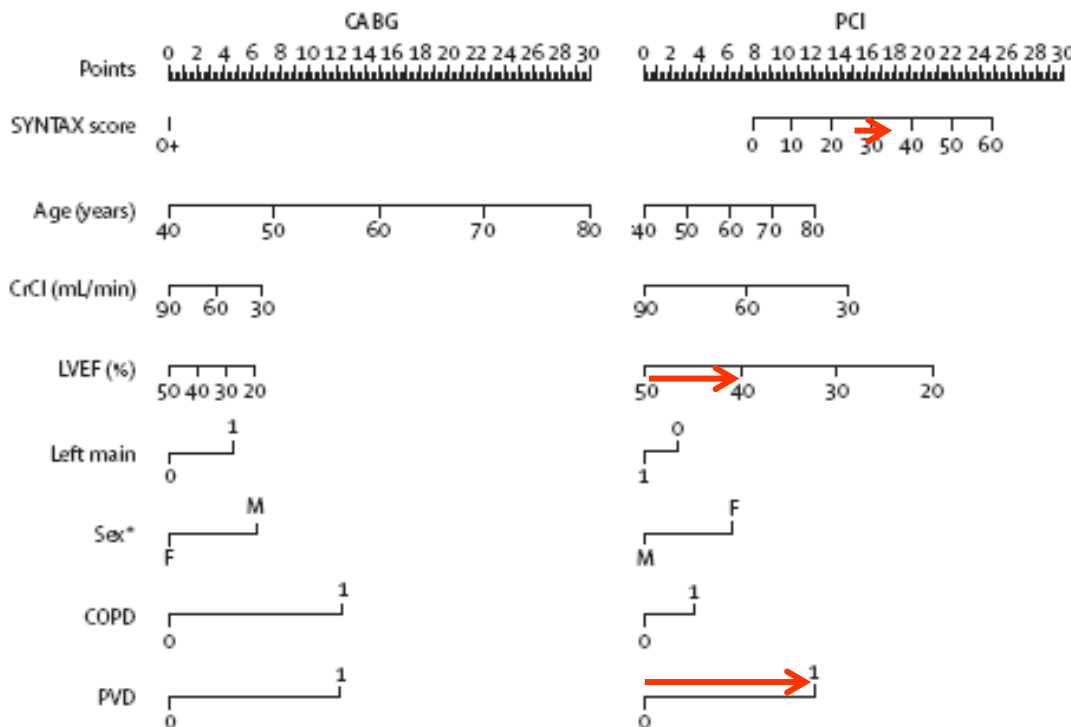 CABG PCI
Points 0 2 4 6 8 10 12 14 16 18 20 22 24 26 28 30 0 2 4 6 8 10 12 14 16 18 20 22 24 26 28 30
SYNTAX score 0+ 0 10 20 30 40 50 60
Age (years) 40 50 60 70 80 40 50 60 70 80
CrCl (mL/min) 90 60 30 90 60 30
LVEF (%) 50 40 30 20 50 40 30 20
Left main 0 1 1 0
Sex* F M M F
COPD 0 1 0 1
PVD 0 1 0 1